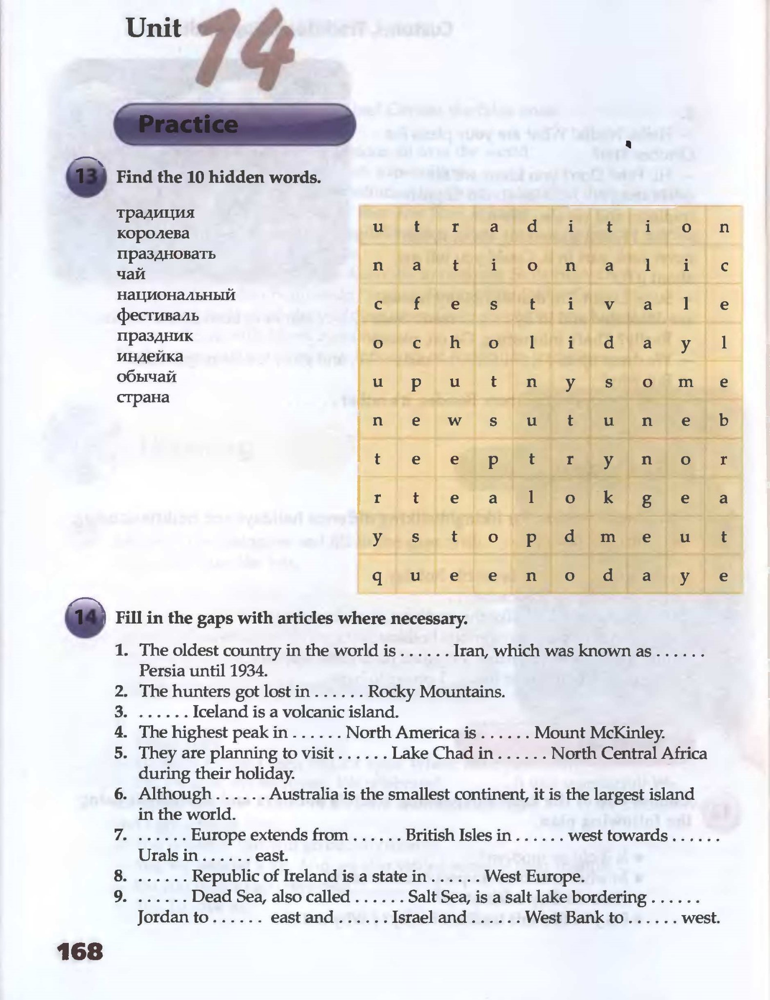 Unit 14
Practice
13 Find the 10 hidden words.
традиция
королева
праздновать
чай
национальный
фестиваль
праздник
индейка
обычай
страна
u t r a d i t i o n
n a t i o n a l i c
c f e s t i v a l e
o c h o l i d a y l
u p u t n y s o m e
n e w s u t u n e b
t e e p t r y n o r
r t e a l o k g e a
y s t o p d m e u t
q u e e n o d a y e
14 Fill in the gaps with articles where necessary.
1. The oldest country in the world is ...... Iran, which was known as ......
Persia until 1934.
2. The hunters got lost in ...... Rocky Mountains.
3. ...... Iceland is a volcanic island.
4. The highest peak in ...... North America is ...... Mount McKinley.
5. They are planning to visit ...... Lake Chad in ...... North Central Africa
during their holiday.
6. Although ...... Australia is the smallest continent, it is the largest island
in the world.
7. ...... Europe extends from ...... British Isles in ...... west towards ......
Urals in ...... east.
8. ...... Republic of Ireland is a state in ...... West Europe.
9. ...... Dead Sea, also called ...... Salt Sea, is a salt lake bordering ......
Jordan to ...... east and ...... Israel and ...... West Bank to ...... west.
168